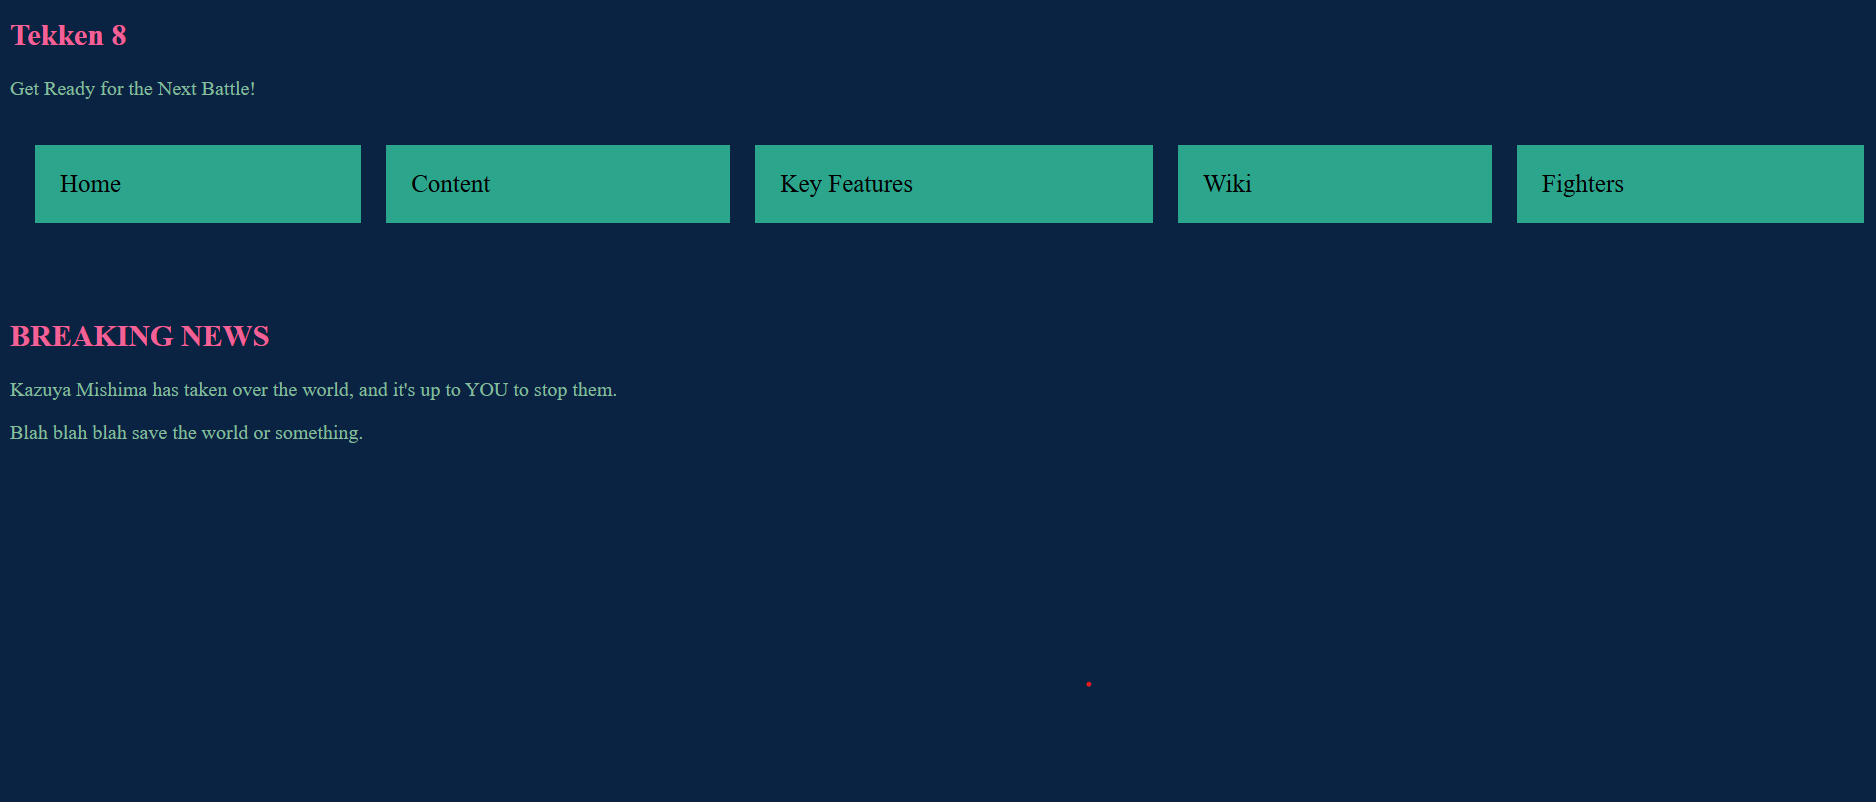 Tekken 8
Get Ready for the Next Battle!
Home Content Key Features Wiki Fighters
BREAKING NEWS
Kazuya Mishima has taken over the world, and it's up to YOU to stop them.
Blah blah blah save the world or something.